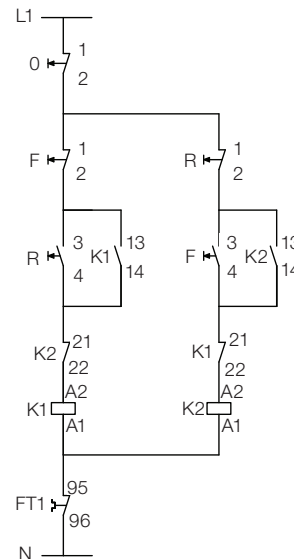 L1
0 1
2
F 1 R 1
2 2
R 3 K1 13 F 3 K2 13
4 14 4 14
K2 21 K1 21
22 22
A2 A2
K1 K2
A1 A1
FT1 95
96
N